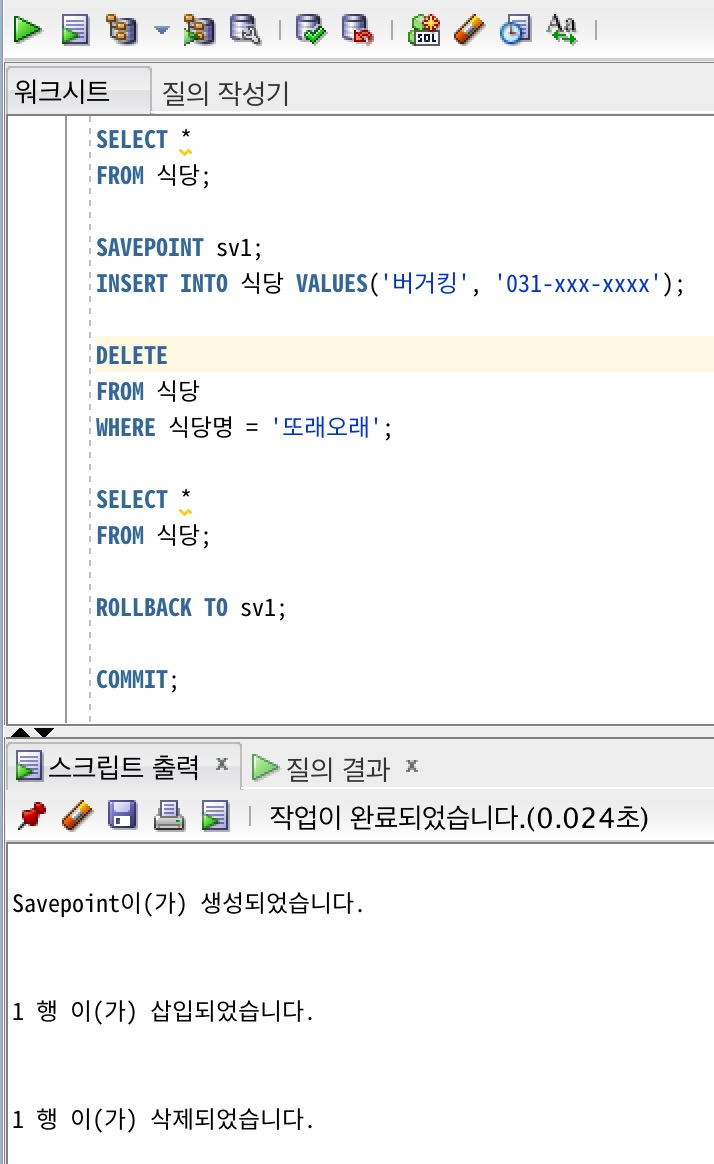 SQL
Aa
워크시트 질의 작성기
SELECT *
FROM 식당;
SAVEPOINT sv1;
INSERT INTO 식당 VALUES('버거킹', '031-xxx-xxxx');
DELETE
FROM 식당
WHERE 식당명 = '또래오래';
SELECT *
FROM 식당;
ROLLBACK TO sv1;
COMMIT;
스크립트 출력 x 질의 결과 x
작업이 완료되었습니다.(0.024초)
Savepoint이(가) 생성되었습니다.
1 행 이(가) 삽입되었습니다.
1 행 이(가) 삭제되었습니다.